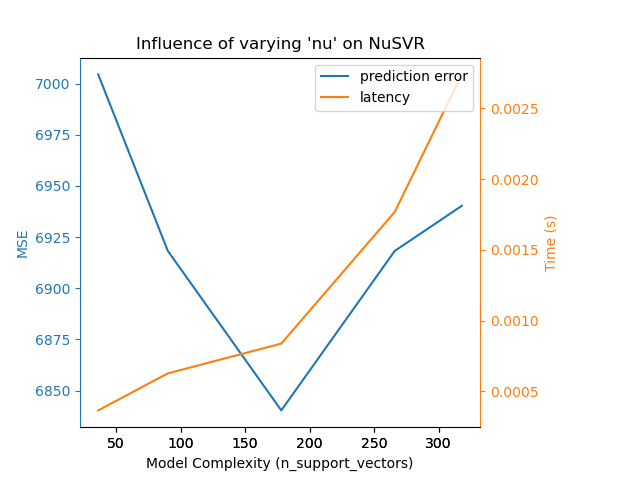 Influence of varying 'nu' on NuSVR
prediction error
latency
7000
6975
6950
6925
6900
6875
6850
MSE
0.0025
0.0020
0.0015
0.0010
0.0005
Time (s)
50 100 150 200 250 300
Model Complexity (n_support_vectors)